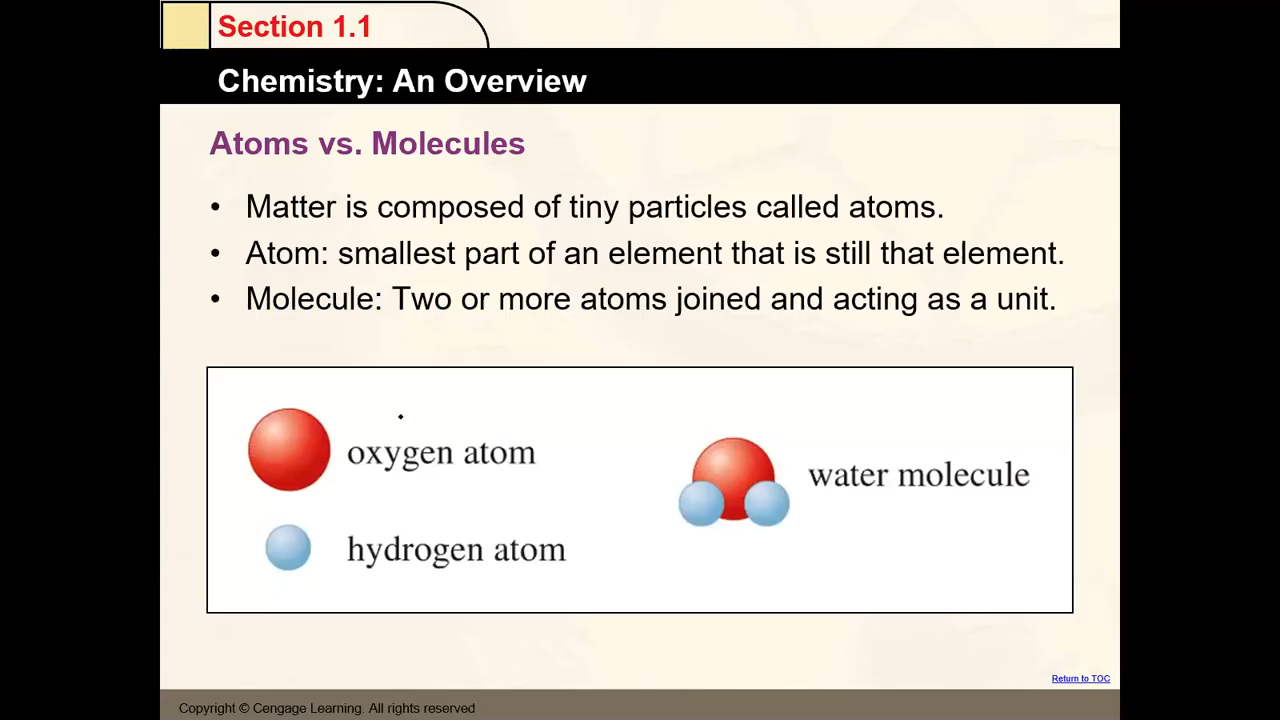 Section 1.1
Chemistry: An Overview
Atoms vs. Molecules
• Matter is composed of tiny particles called atoms.
• Atom: smallest part of an element that is still that element.
• Molecule: Two or more atoms joined and acting as a unit.
oxygen atom
water molecule
hydrogen atom
Return to TOC
Copyright © Cengage Learning. All rights reserved